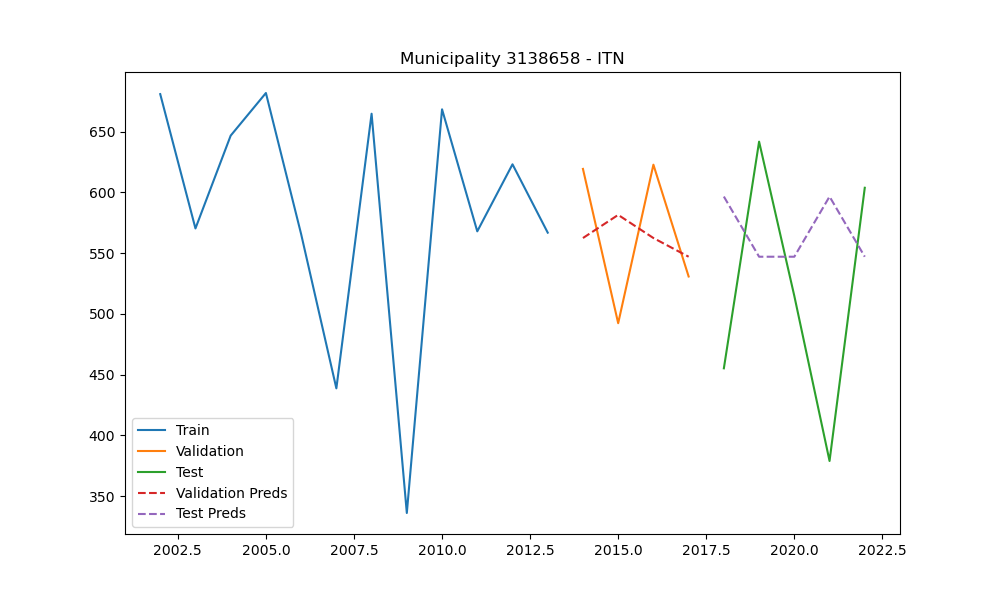 Municipality 3138658 - ITN
650
600
550
500
450
400
350
Train
Validation
Test
Validation Preds
Test Preds
2002.5 2005.0 2007.5 2010.0 2012.5 2015.0 2017.5 2020.0 2022.5